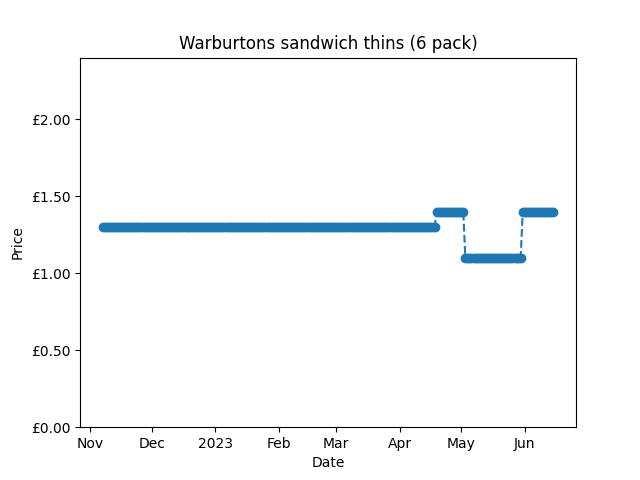 Warburtons sandwich thins (6 pack)
£2.00
£1.50
£1.00
£0.50
£0.00
Price
Nov Dec 2023 Feb Mar Apr May Jun
Date